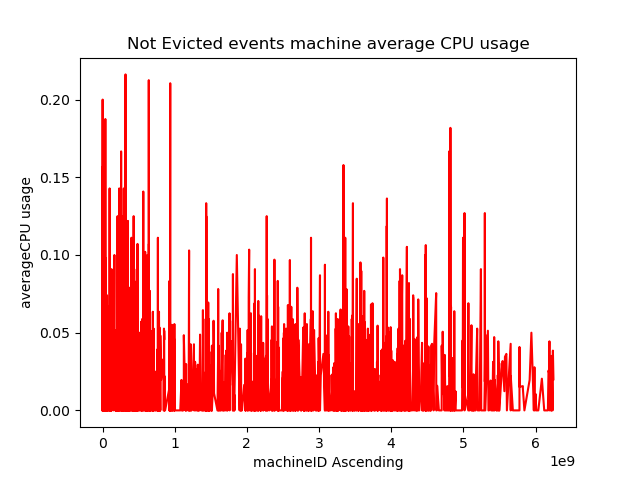 Not Evicted events machine average CPU usage
averageCPU usage
0.20
0.15
0.10
0.05
0.00
0 1 2 3 4 5 6
1e9
machineID Ascending